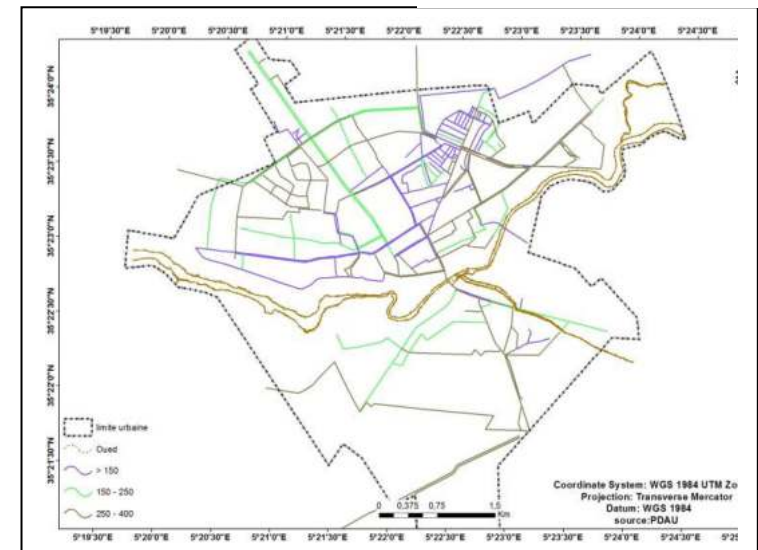 5°19'30"E 5°20'0"E 5°20'30"E 5°21'0"E 5°21'30"E 5°22'0"E 5°22'30"E 5°23'0"E 5°23'30"E 5°24'0"E 5°24'30"E
35°24'0"N
35°23'30"N
35°23'0"N
35°22'30"N
35°22'0"N
35°21'30"N
limite urbaine
Oued
> 150
150 - 250
250 - 400
0 0,375 0,75 1,5
Km
Coordinate System: WGS 1984 UTM Zo
Projection: Transverse Mercator
Datum: WGS 1984
source:PDAU
5°19'30"E 5°20'0"E 5°20'30"E 5°21'0"E 5°21'30"E 5°22'0"E 5°22'30"E 5°23'0"E 5°23'30"E 5°24'0"E 5°24'30"E 5°25